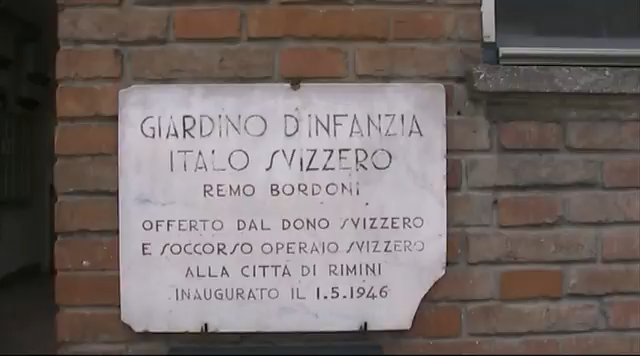 GIARDINO D'INFANZIA
ITALO SVIZZERO
REMO BORDONI
OFFERTO DAL DONO SVIZZERO
E SOCCORSO OPERAIO SVIZZERO
ALLA CITTÀ DI RIMINI
INAUGURATO IL 1.5.1946